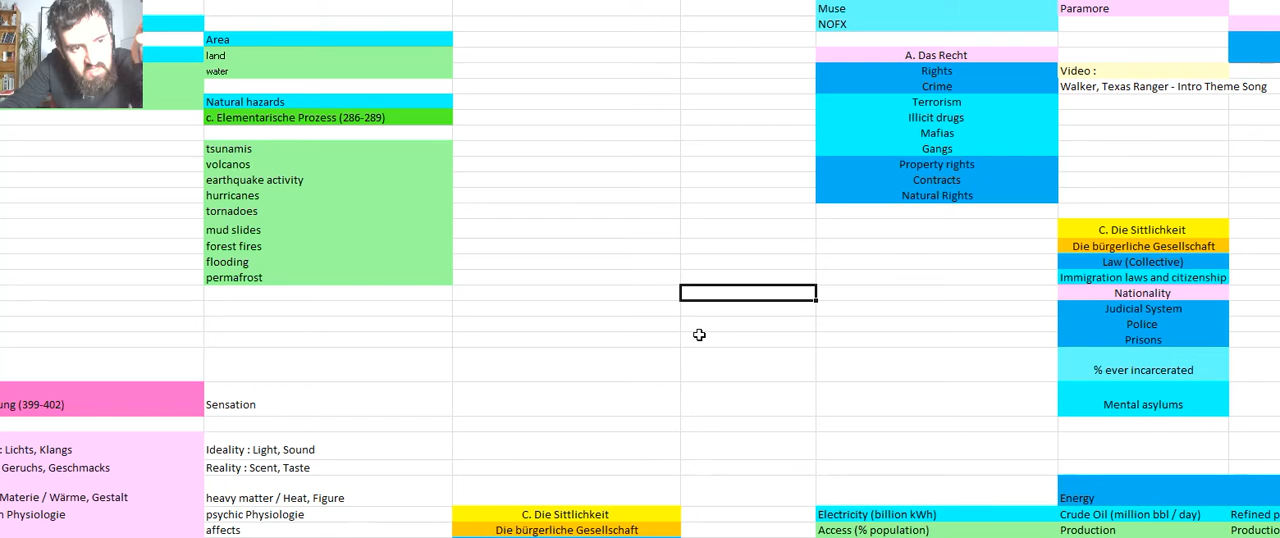 Muse
Paramore
NOFX
Area
land
A. Das Recht
water
Rights
Video :
Crime
Walker, Texas Ranger - Intro Theme Song
Natural hazards
Terrorism
c. Elementarische Prozess (286-289)
Illicit drugs
Mafias
tsunamis
Gangs
volcanos
Property rights
earthquake activity
Contracts
hurricanes
Natural Rights
tornadoes
mud slides
C. Die Sittlichkeit
forest fires
Die bürgerliche Gesellschaft
flooding
Law (Collective)
permafrost
Immigration laws and citizenship
Nationality
Judicial System
Police
Prisons
% ever incarcerated
ung (399-402)
Sensation
Mental asylums
: Lichts, Klangs
Ideality : Light, Sound
Geruchs, Geschmacks
Reality : Scent, Taste
Materie / Wärme, Gestalt
heavy matter / Heat, Figure
Energy
n Physiologie
psychic Physiologie
C. Die Sittlichkeit
Electricity (billion kWh)
Crude Oil (million bbl / day)
Refined p
affects
Die bürgerliche Gesellschaft
Access (% population)
Production
Productio